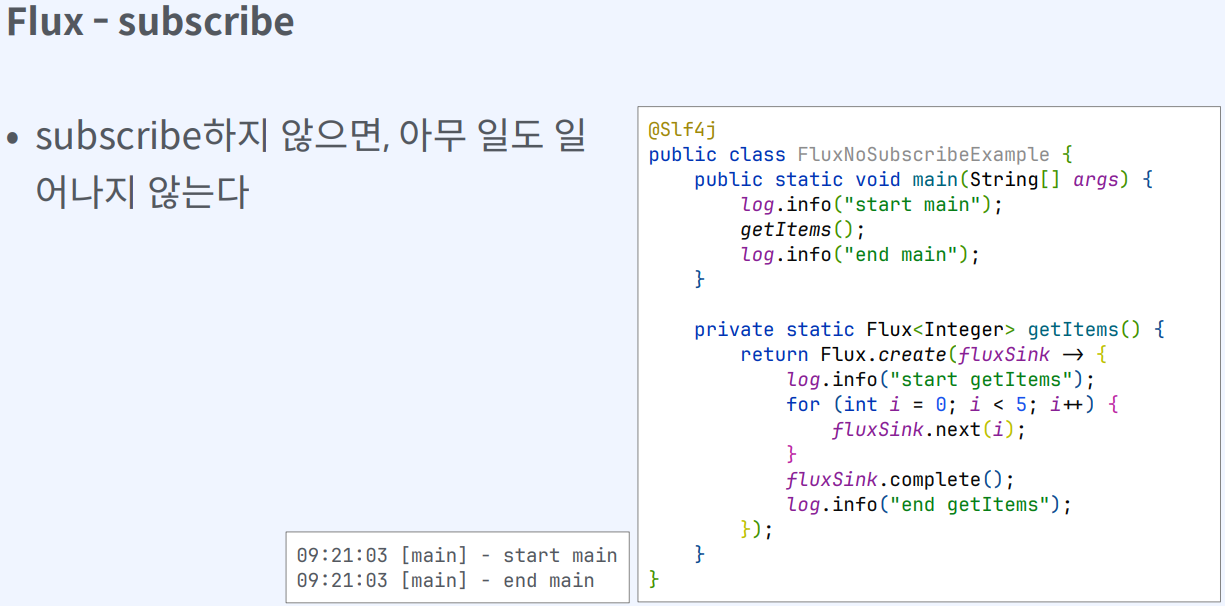 Flux - subscribe
• subscribe하지 않으면, 아무 일도 일
어나지 않는다
@Slf4j
public class FluxNoSubscribeExample {
    public static void main(String[] args) {
        log.info("start main");
        getItems();
        log.info("end main");
    }

    private static Flux<Integer> getItems() {
        return Flux.create(fluxSink -> {
            log.info("start getItems");
            for (int i = 0; i < 5; i++) {
                fluxSink.next(i);
            }
            fluxSink.complete();
            log.info("end getItems");
        });
    }
}
09:21:03 [main] - start main
09:21:03 [main] - end main